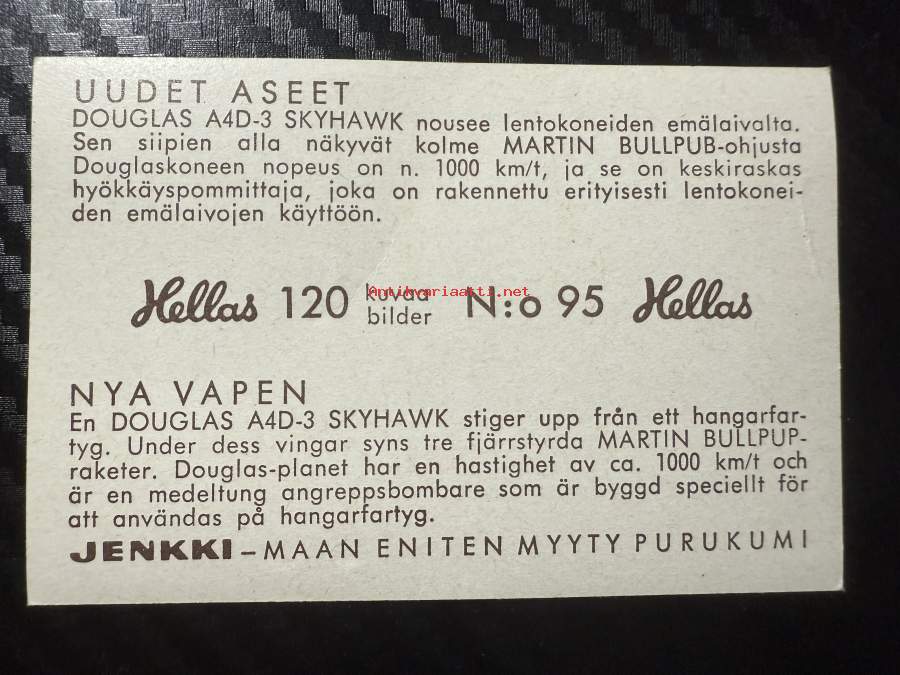 UUDET ASEET
DOUGLAS A4D-3 SKYHAWK nousee lentokoneiden emälaivalta.
Sen siipien alla näkyvät kolme MARTIN BULLPUB-ohjusta
Douglaskoneen nopeus on n. 1000 km/t, ja se on keskiraskas
hyökkäyspommittaja, joka on rakennettu erityisesti lentokonei-
den emälaivojen käyttöön.
Hellas 120 kuvaa bilder N:o 95 Hellas
Antikvariaatti.net
NYA VAPEN
En DOUGLAS A4D-3 SKYHAWK stiger upp från ett hangarfar-
tyg. Under dess vingar syns tre fjärrstyrda MARTIN BULLPUP-
raketer. Douglas-planet har en hastighet av ca. 1000 km/t och
är en medeltung angreppsbombare som är byggd speciellt för
att användas på hangarfartyg.
JENKKI – MAAN ENITEN MYYTY PURUKUMI